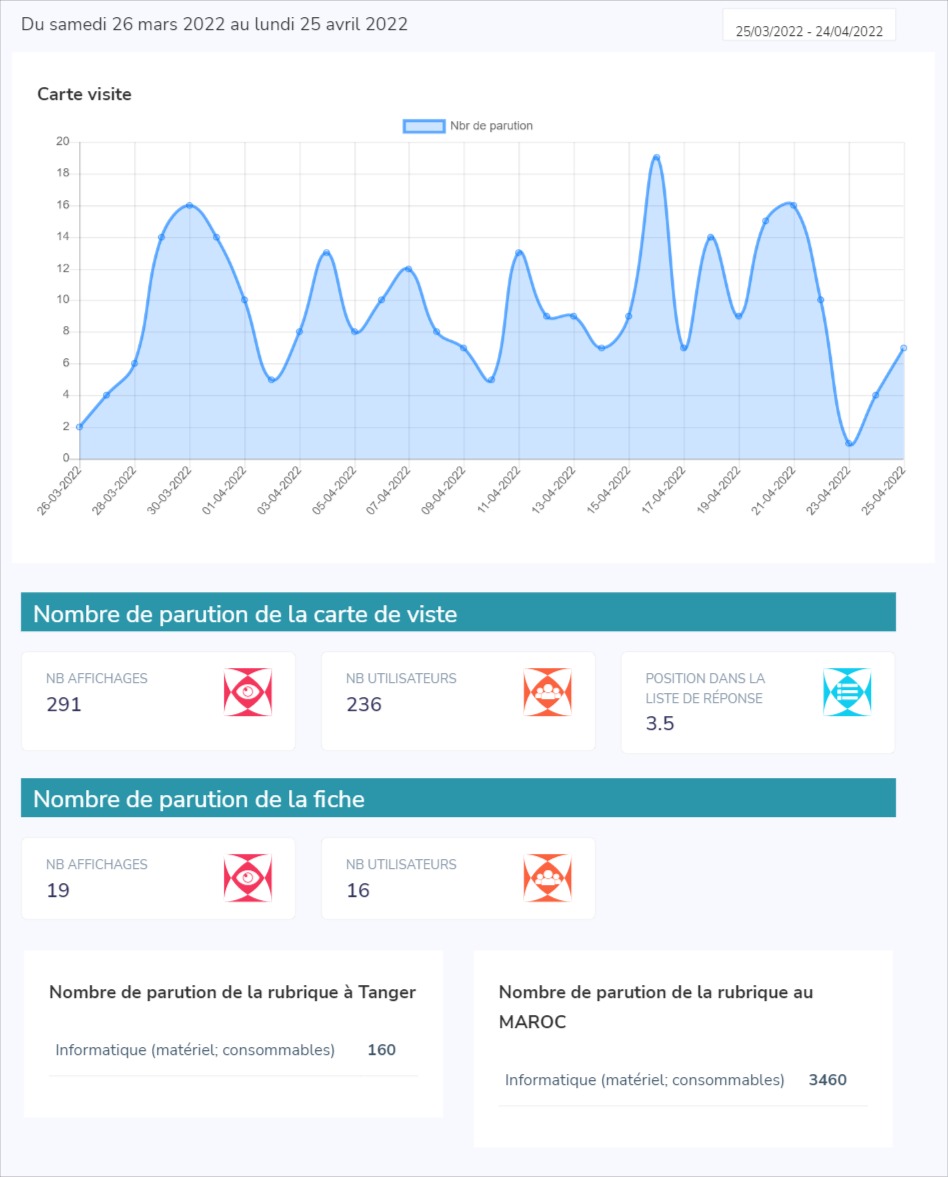 Du samedi 26 mars 2022 au lundi 25 avril 2022
25/03/2022 - 24/04/2022
Carte visite
Nbr de parution
20
18
16
14
12
10
8
6
4
2
0
26-03-2022
28-03-2022
30-03-2022
01-04-2022
03-04-2022
05-04-2022
07-04-2022
09-04-2022
11-04-2022
13-04-2022
15-04-2022
17-04-2022
19-04-2022
21-04-2022
23-04-2022
25-04-2022
Nombre de parution de la carte de viste
NB AFFICHAGES
291
NB UTILISATEURS
236
POSITION DANS LA
LISTE DE RÉPONSE
3.5
Nombre de parution de la fiche
NB AFFICHAGES
19
NB UTILISATEURS
16
Nombre de parution de la rubrique à Tanger
Informatique (matériel; consommables) 160
Nombre de parution de la rubrique au
MAROC
Informatique (matériel; consommables) 3460